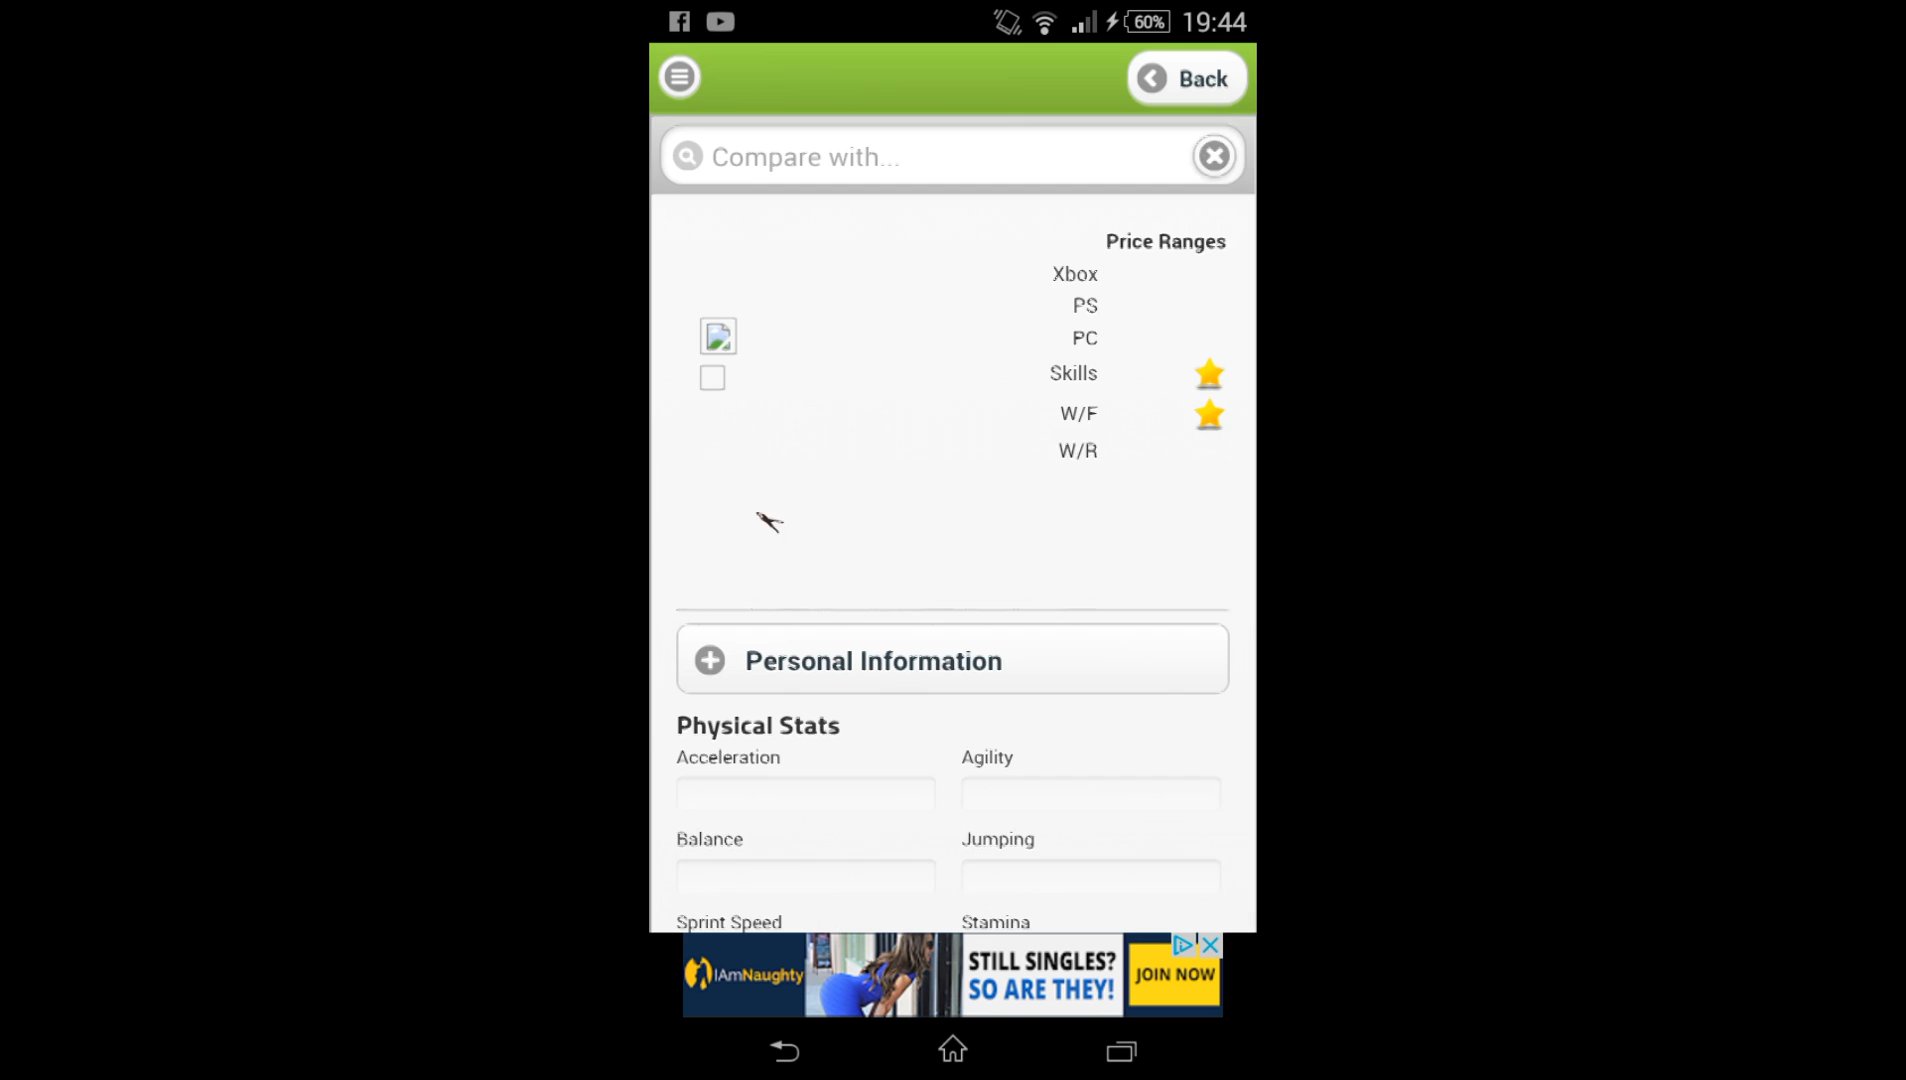 60% 19:44
Back
Compare with...
Price Ranges
Xbox
PS
PC
Skills
W/F
W/R
Personal Information
Physical Stats
Acceleration Agility
Balance Jumping
Sprint Speed Stamina
IAmNaughty
STILL SINGLES?
SO ARE THEY!
JOIN NOW